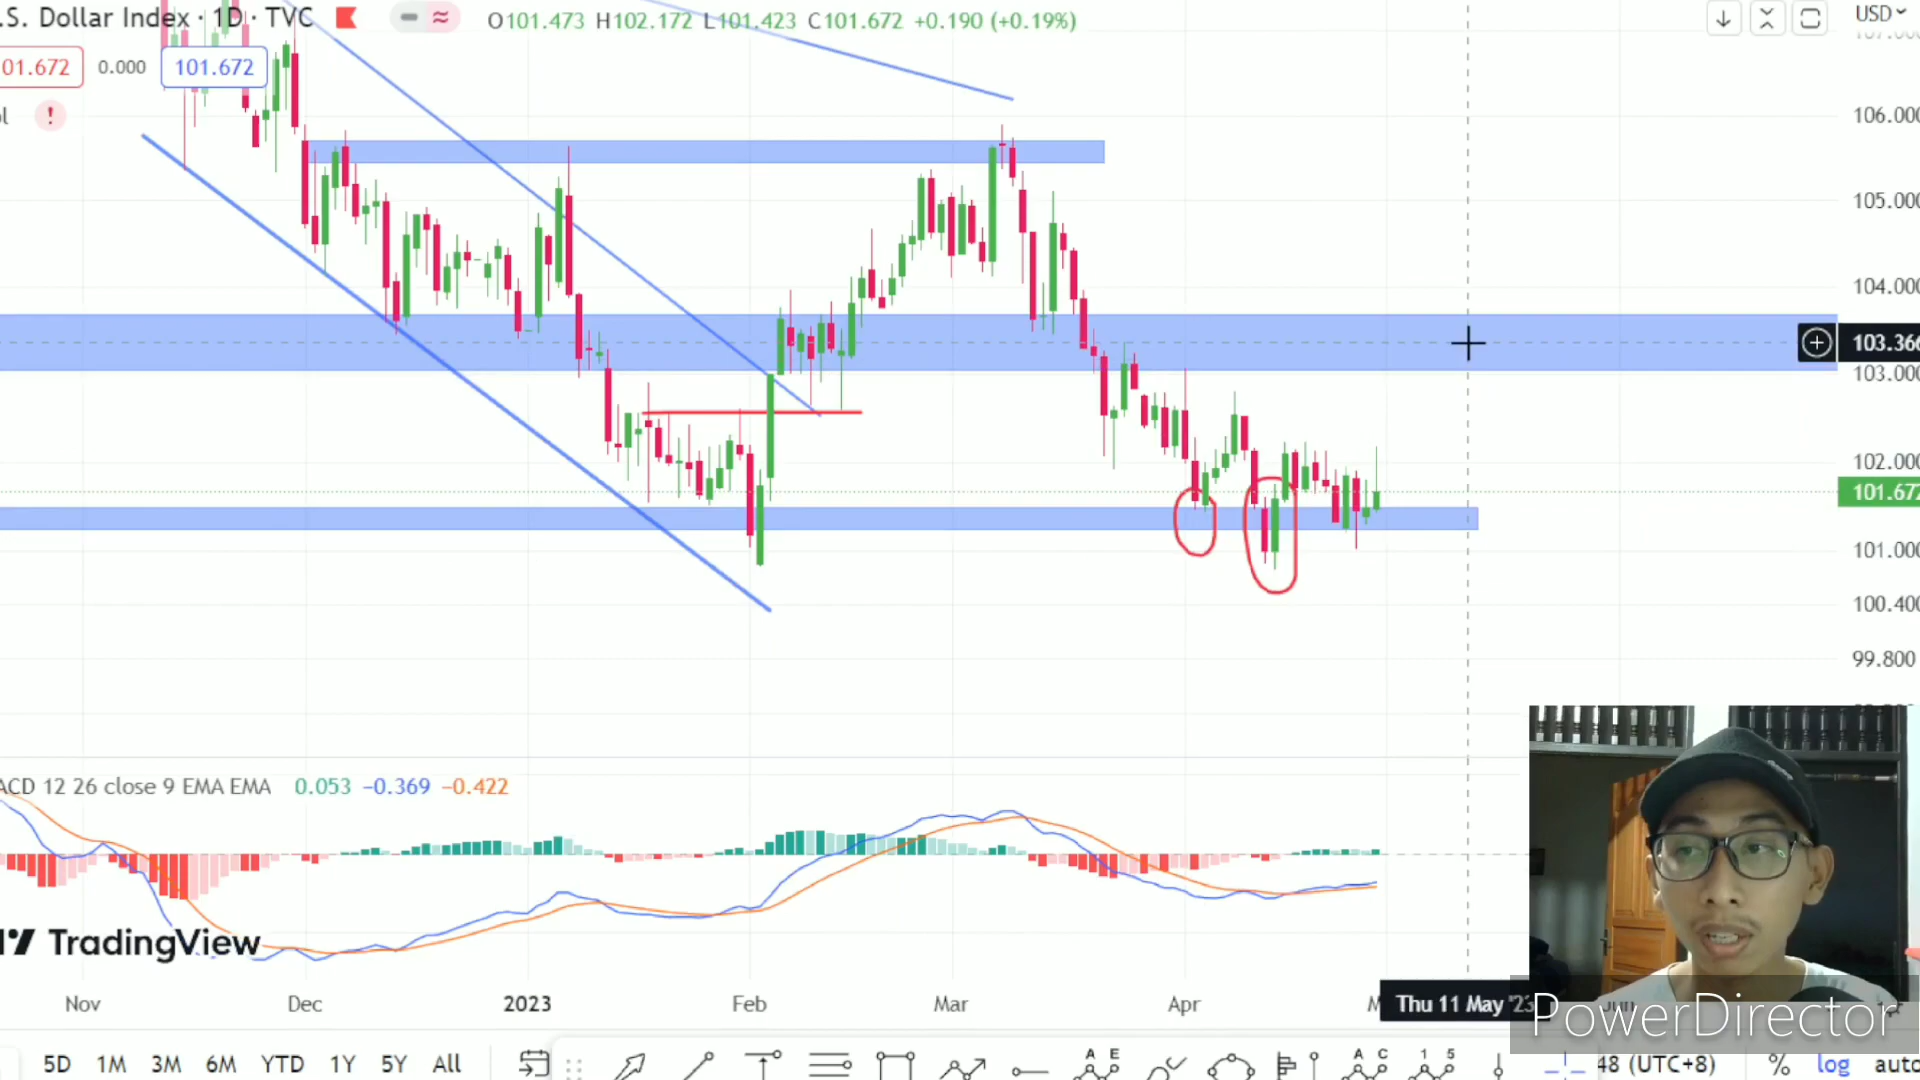 .S. Dollar Index · 1D · TVC O101.473 H102.172 L101.423 C101.672 +0.190 (+0.19%) USD
01.672 0.000 101.672
!
106.000
105.000
104.000
103.366
103.000
102.000
101.672
101.000
100.400
99.800
ACD 12 26 close 9 EMA EMA 0.053 −0.369 −0.422
TradingView
Nov Dec 2023 Feb Mar Apr Thu 11 May '23
PowerDirector
5D 1M 3M 6M YTD 1Y 5Y All 48 (UTC+8) % log auto